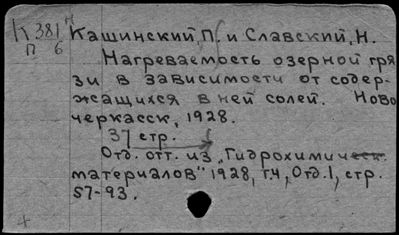 К 381
П 6
Кашинский, П. и Славский, Н.
Нагреваемость озерной гря
зи в зависимости от содер-
жащихся в ней солей. Ново
черкасск, 1928.
37 стр.
Отд. отт. из „Гидрохимическ.
материалов" 1928, т.4, Отд.1, стр.
57-93.